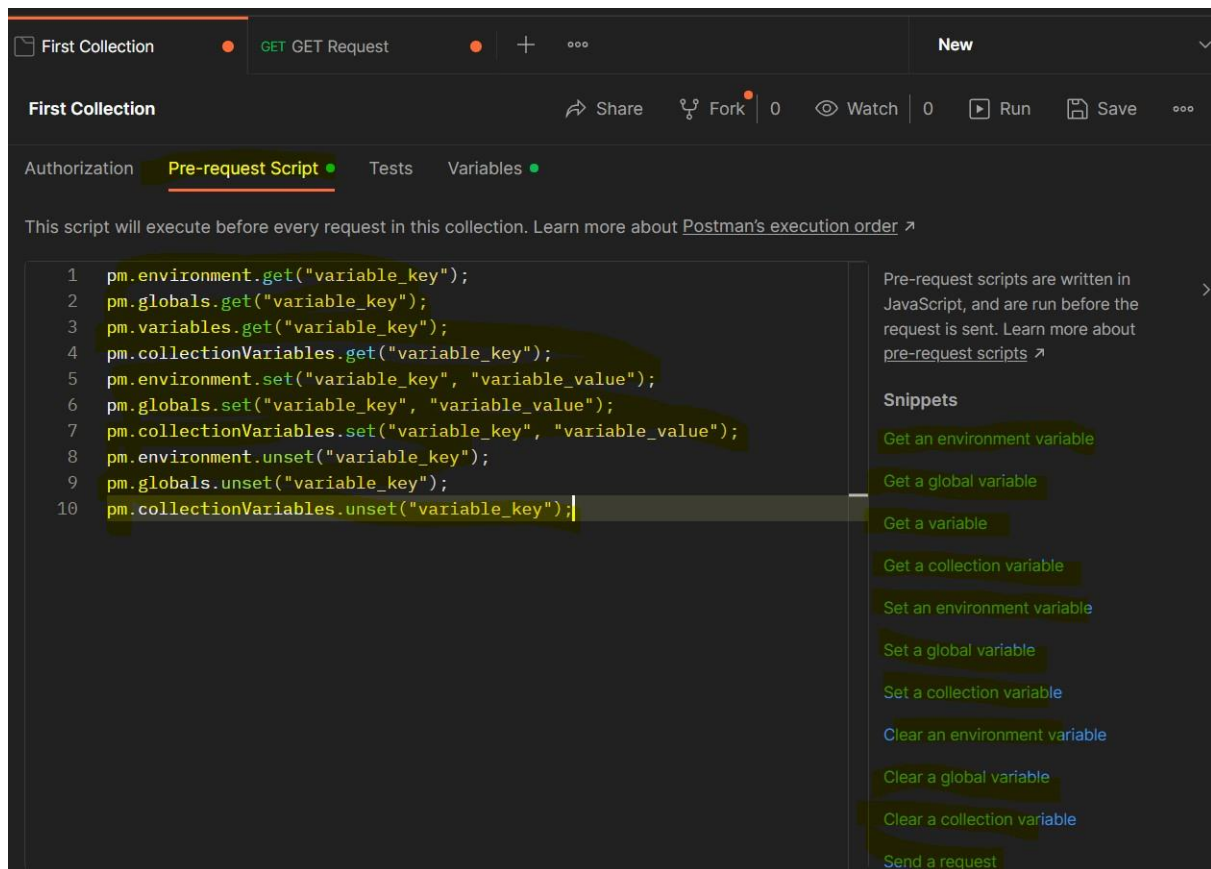 First Collection
GET GET Request
New
First Collection
Share
Fork 0
Watch 0
Run
Save
Authorization
Pre-request Script
Tests
Variables
This script will execute before every request in this collection. Learn more about Postman's execution order ↗
1 pm.environment.get("variable_key");
2 pm.globals.get("variable_key");
3 pm.variables.get("variable_key");
4 pm.collectionVariables.get("variable_key");
5 pm.environment.set("variable_key", "variable_value");
6 pm.globals.set("variable_key", "variable_value");
7 pm.collectionVariables.set("variable_key", "variable_value");
8 pm.environment.unset("variable_key");
9 pm.globals.unset("variable_key");
10 pm.collectionVariables.unset("variable_key");
Pre-request scripts are written in
JavaScript, and are run before the
request is sent. Learn more about
pre-request scripts ↗
Snippets
Get an environment variable
Get a global variable
Get a variable
Get a collection variable
Set an environment variable
Set a global variable
Set a collection variable
Clear an environment variable
Clear a global variable
Clear a collection variable
Send a request